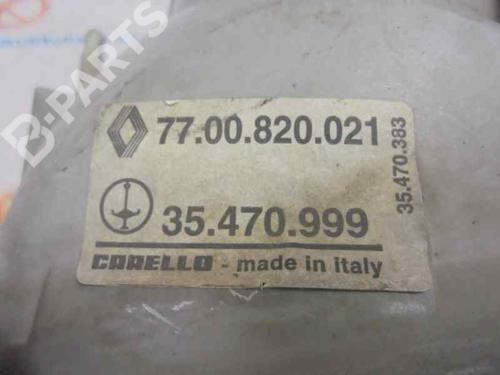 B-PARTS
77.00.820.021
35.470.999
CARELLO - made in italy
35.470.383